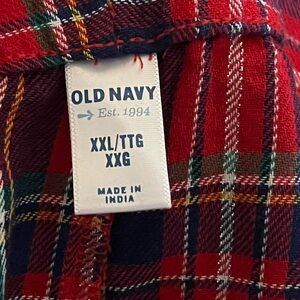 OLD NAVY
Est. 1994
XXL/TTG
XXG
MADE IN
INDIA